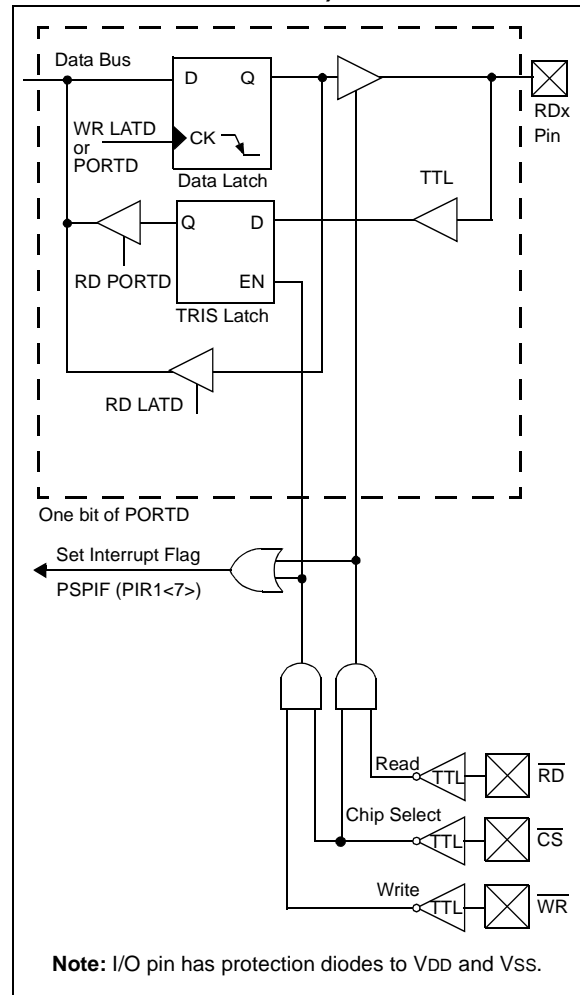 Data Bus
D Q
RDx
Pin
WR LATD
or
PORTD
CK
Data Latch
TTL
Q D
RD PORTD
EN
TRIS Latch
RD LATD
One bit of PORTD
Set Interrupt Flag
PSPIF (PIR1<7>)
Read
TTL
RD
Chip Select
TTL
CS
Write
TTL
WR
Note: I/O pin has protection diodes to VDD and VSS.